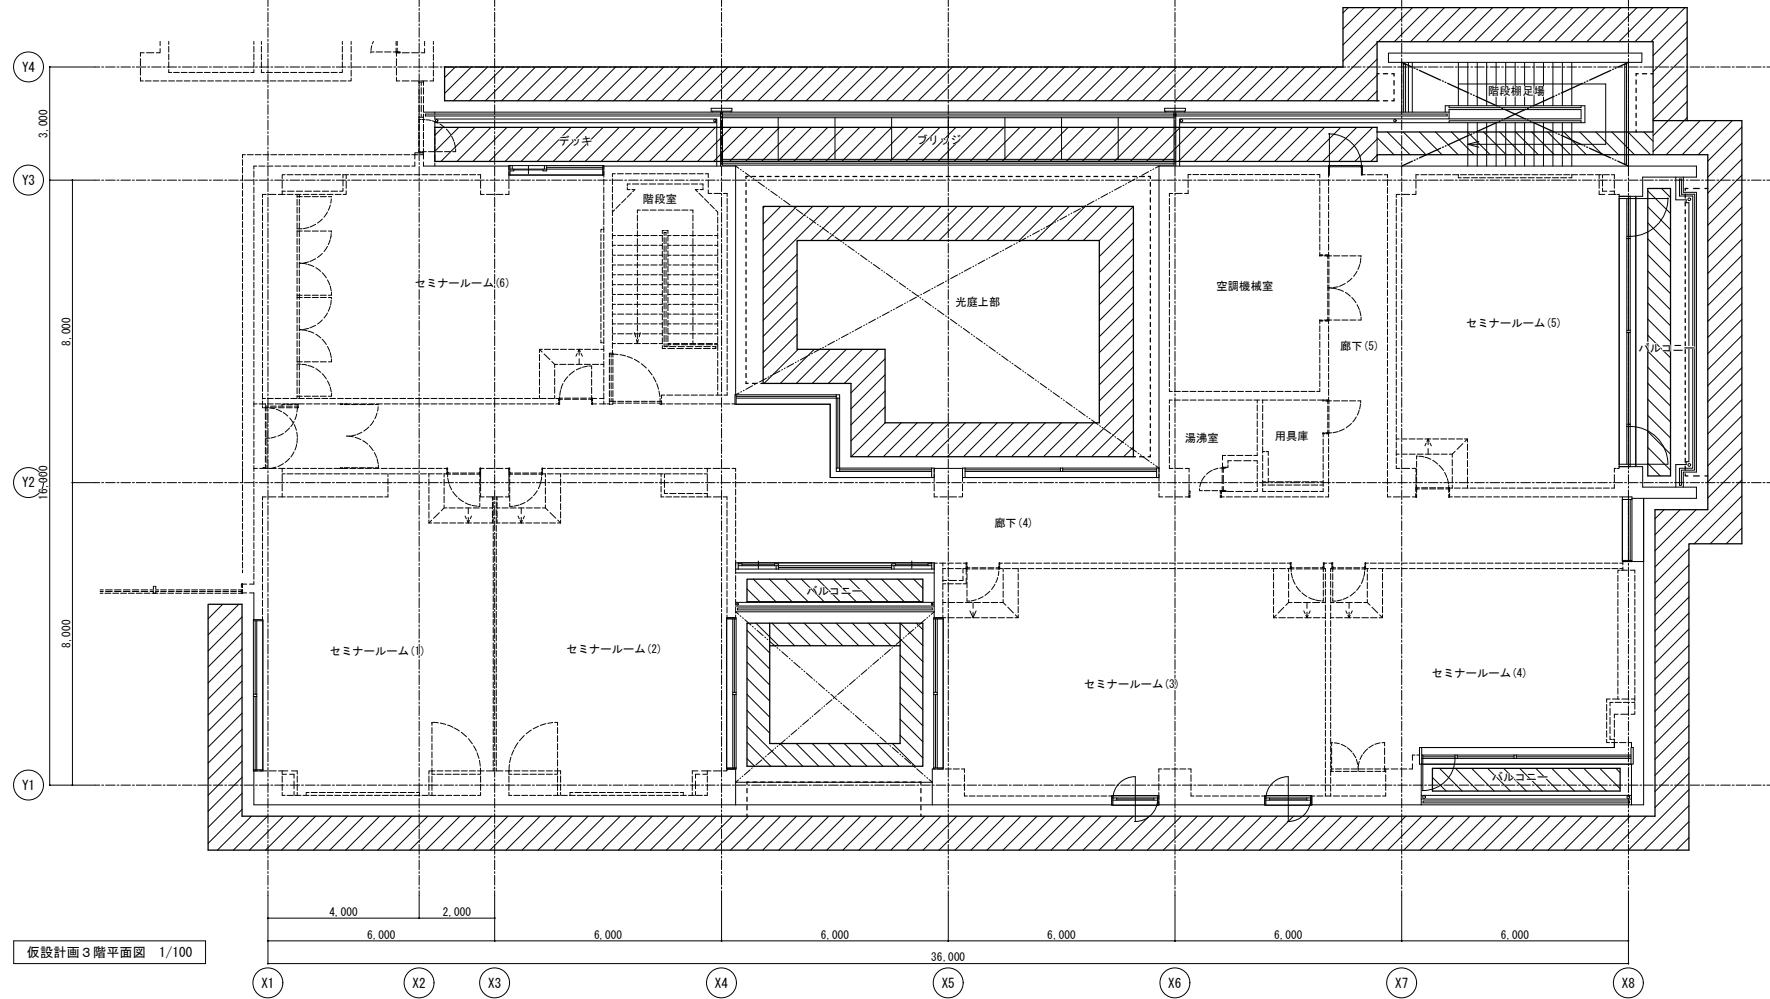 Y4
階段棚足場
3,000
デッキ
ブリッジ
Y3
階段室
セミナールーム(6)
光庭上部
空調機械室
セミナールーム(5)
8,000
廊下(5)
バルコニー
湯沸室
用具庫
Y2
16,000
廊下(4)
バルコニー
8,000
セミナールーム(1)
セミナールーム(2)
セミナールーム(3)
セミナールーム(4)
バルコニー
Y1
4,000
2,000
6,000
6,000
6,000
6,000
6,000
6,000
仮設計画3階平面図 1/100
36,000
X1
X2
X3
X4
X5
X6
X7
X8